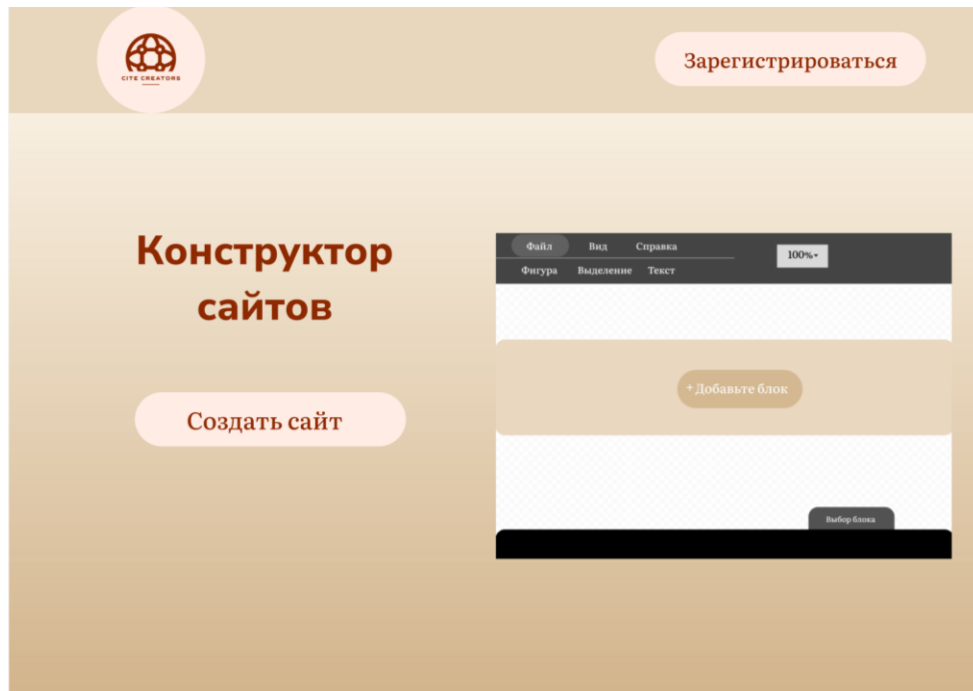 CITE CREATORS
Зарегистрироваться
Конструктор
сайтов
Создать сайт
Файл Вид Справка
100%
Фигура Выделение Текст
+Добавьте блок
Выбор блока